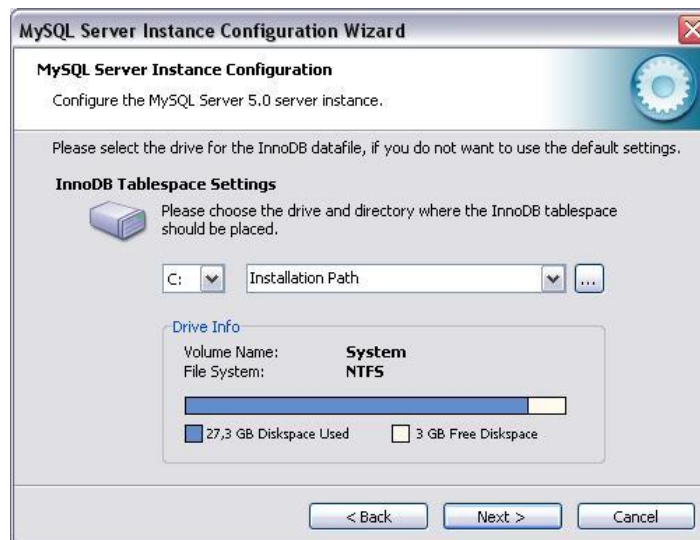 MySQL Server Instance Configuration Wizard
MySQL Server Instance Configuration
Configure the MySQL Server 5.0 server instance.
Please select the drive for the InnoDB datafile, if you do not want to use the default settings.
InnoDB Tablespace Settings
Please choose the drive and directory where the InnoDB tablespace
should be placed.
C: Installation Path ...
Drive Info
Volume Name: System
File System: NTFS
27,3 GB Diskspace Used 3 GB Free Diskspace
< Back Next > Cancel